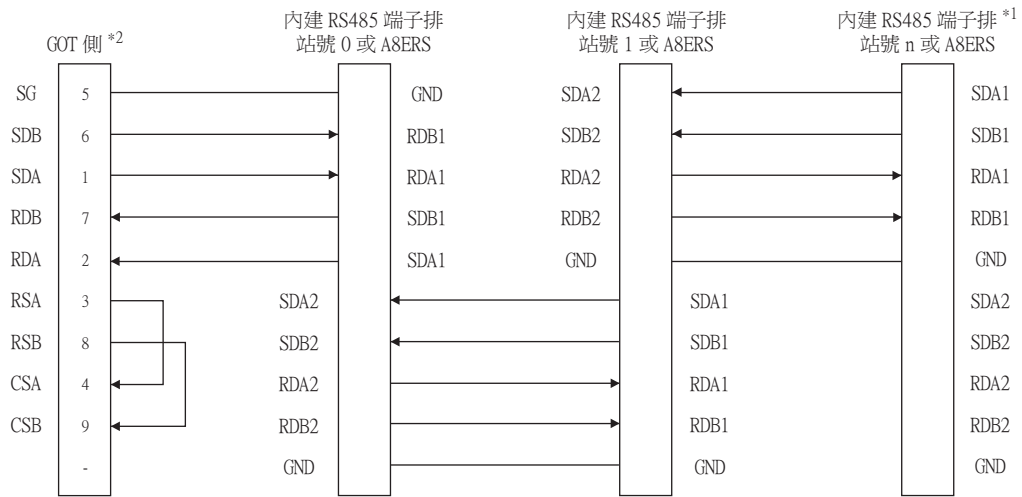 GOT 側 *2
內建 RS485 端子排
站號 0 或 A8ERS
內建 RS485 端子排
站號 1 或 A8ERS
內建 RS485 端子排 *1
站號 n 或 A8ERS
SG 5 GND SDA2 SDA1
SDB 6 RDB1 SDB2 SDB1
SDA 1 RDA1 RDA2 RDA1
RDB 7 SDB1 RDB2 RDB1
RDA 2 SDA1 GND GND
RSA 3 SDA2 SDA1 SDA2
RSB 8 SDB2 SDB1 SDB2
CSA 4 RDA2 RDA1 RDA2
CSB 9 RDB2 RDB1 RDB2
- GND GND GND